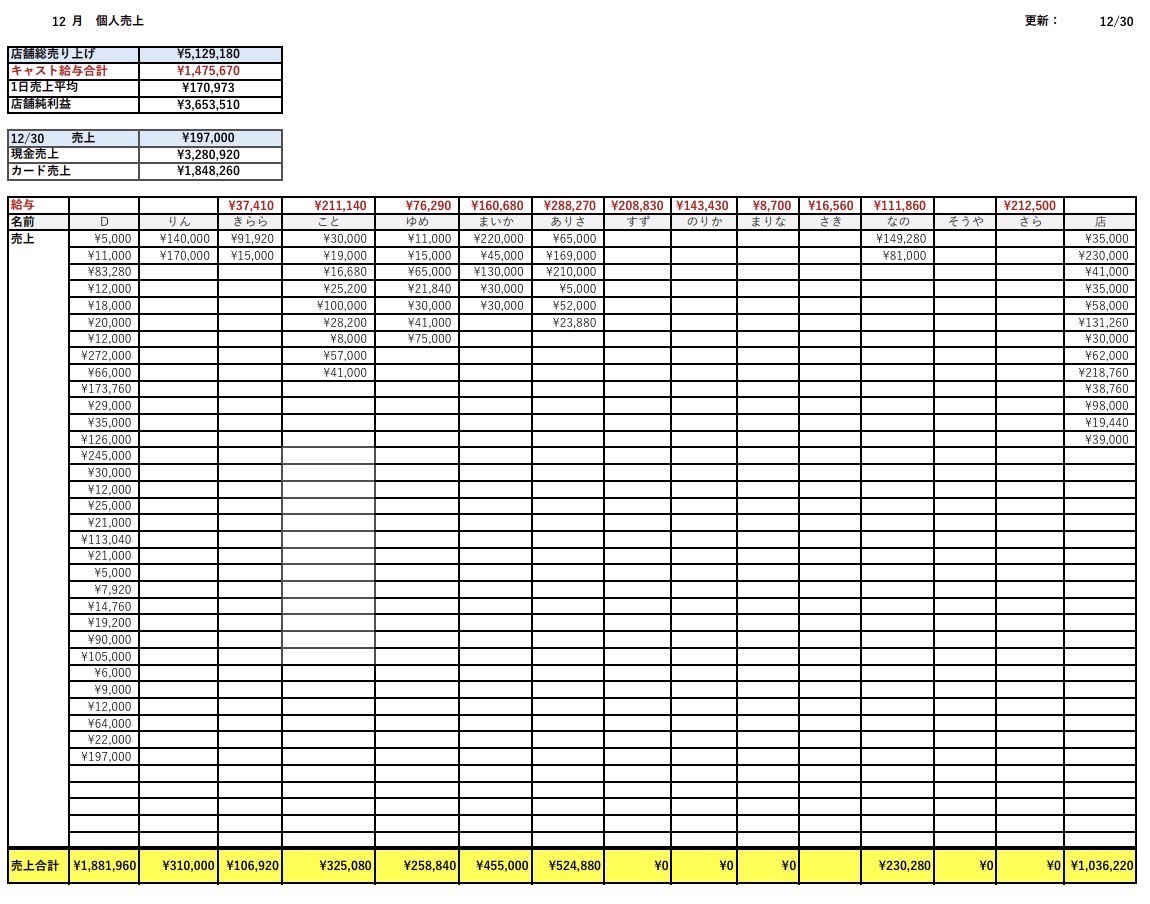 12 月 個人売上 更新： 12/30
店舗総売り上げ ¥5,129,180
キャスト給与合計 ¥1,475,670
1日売上平均 ¥170,973
店舗純利益 ¥3,653,510
12/30 売上 ¥197,000
現金売上 ¥3,280,920
カード売上 ¥1,848,260
給与 ¥37,410 ¥211,140 ¥76,290 ¥160,680 ¥288,270 ¥208,830 ¥143,430 ¥8,700 ¥16,560 ¥111,860 ¥212,500
名前 D りん きらら こと ゆめ まいか ありさ すず のりか まりな さき なの そうや さら 店
売上 ¥5,000 ¥140,000 ¥91,920 ¥30,000 ¥11,000 ¥220,000 ¥65,000 ¥149,280 ¥35,000
¥11,000 ¥170,000 ¥15,000 ¥19,000 ¥15,000 ¥45,000 ¥169,000 ¥81,000 ¥230,000
¥83,280 ¥16,680 ¥65,000 ¥130,000 ¥210,000 ¥41,000
¥12,000 ¥25,200 ¥21,840 ¥30,000 ¥5,000 ¥35,000
¥18,000 ¥100,000 ¥30,000 ¥30,000 ¥52,000 ¥58,000
¥20,000 ¥28,200 ¥41,000 ¥23,880 ¥131,260
¥12,000 ¥8,000 ¥75,000 ¥30,000
¥272,000 ¥57,000 ¥62,000
¥66,000 ¥41,000 ¥218,760
¥173,760 ¥38,760
¥29,000 ¥98,000
¥35,000 ¥19,440
¥126,000 ¥39,000
¥245,000
¥30,000
¥12,000
¥25,000
¥21,000
¥113,040
¥21,000
¥5,000
¥7,920
¥14,760
¥19,200
¥90,000
¥105,000
¥6,000
¥9,000
¥12,000
¥64,000
¥22,000
¥197,000
売上合計 ¥1,881,960 ¥310,000 ¥106,920 ¥325,080 ¥258,840 ¥455,000 ¥524,880 ¥0 ¥0 ¥0 ¥230,280 ¥0 ¥0 ¥1,036,220